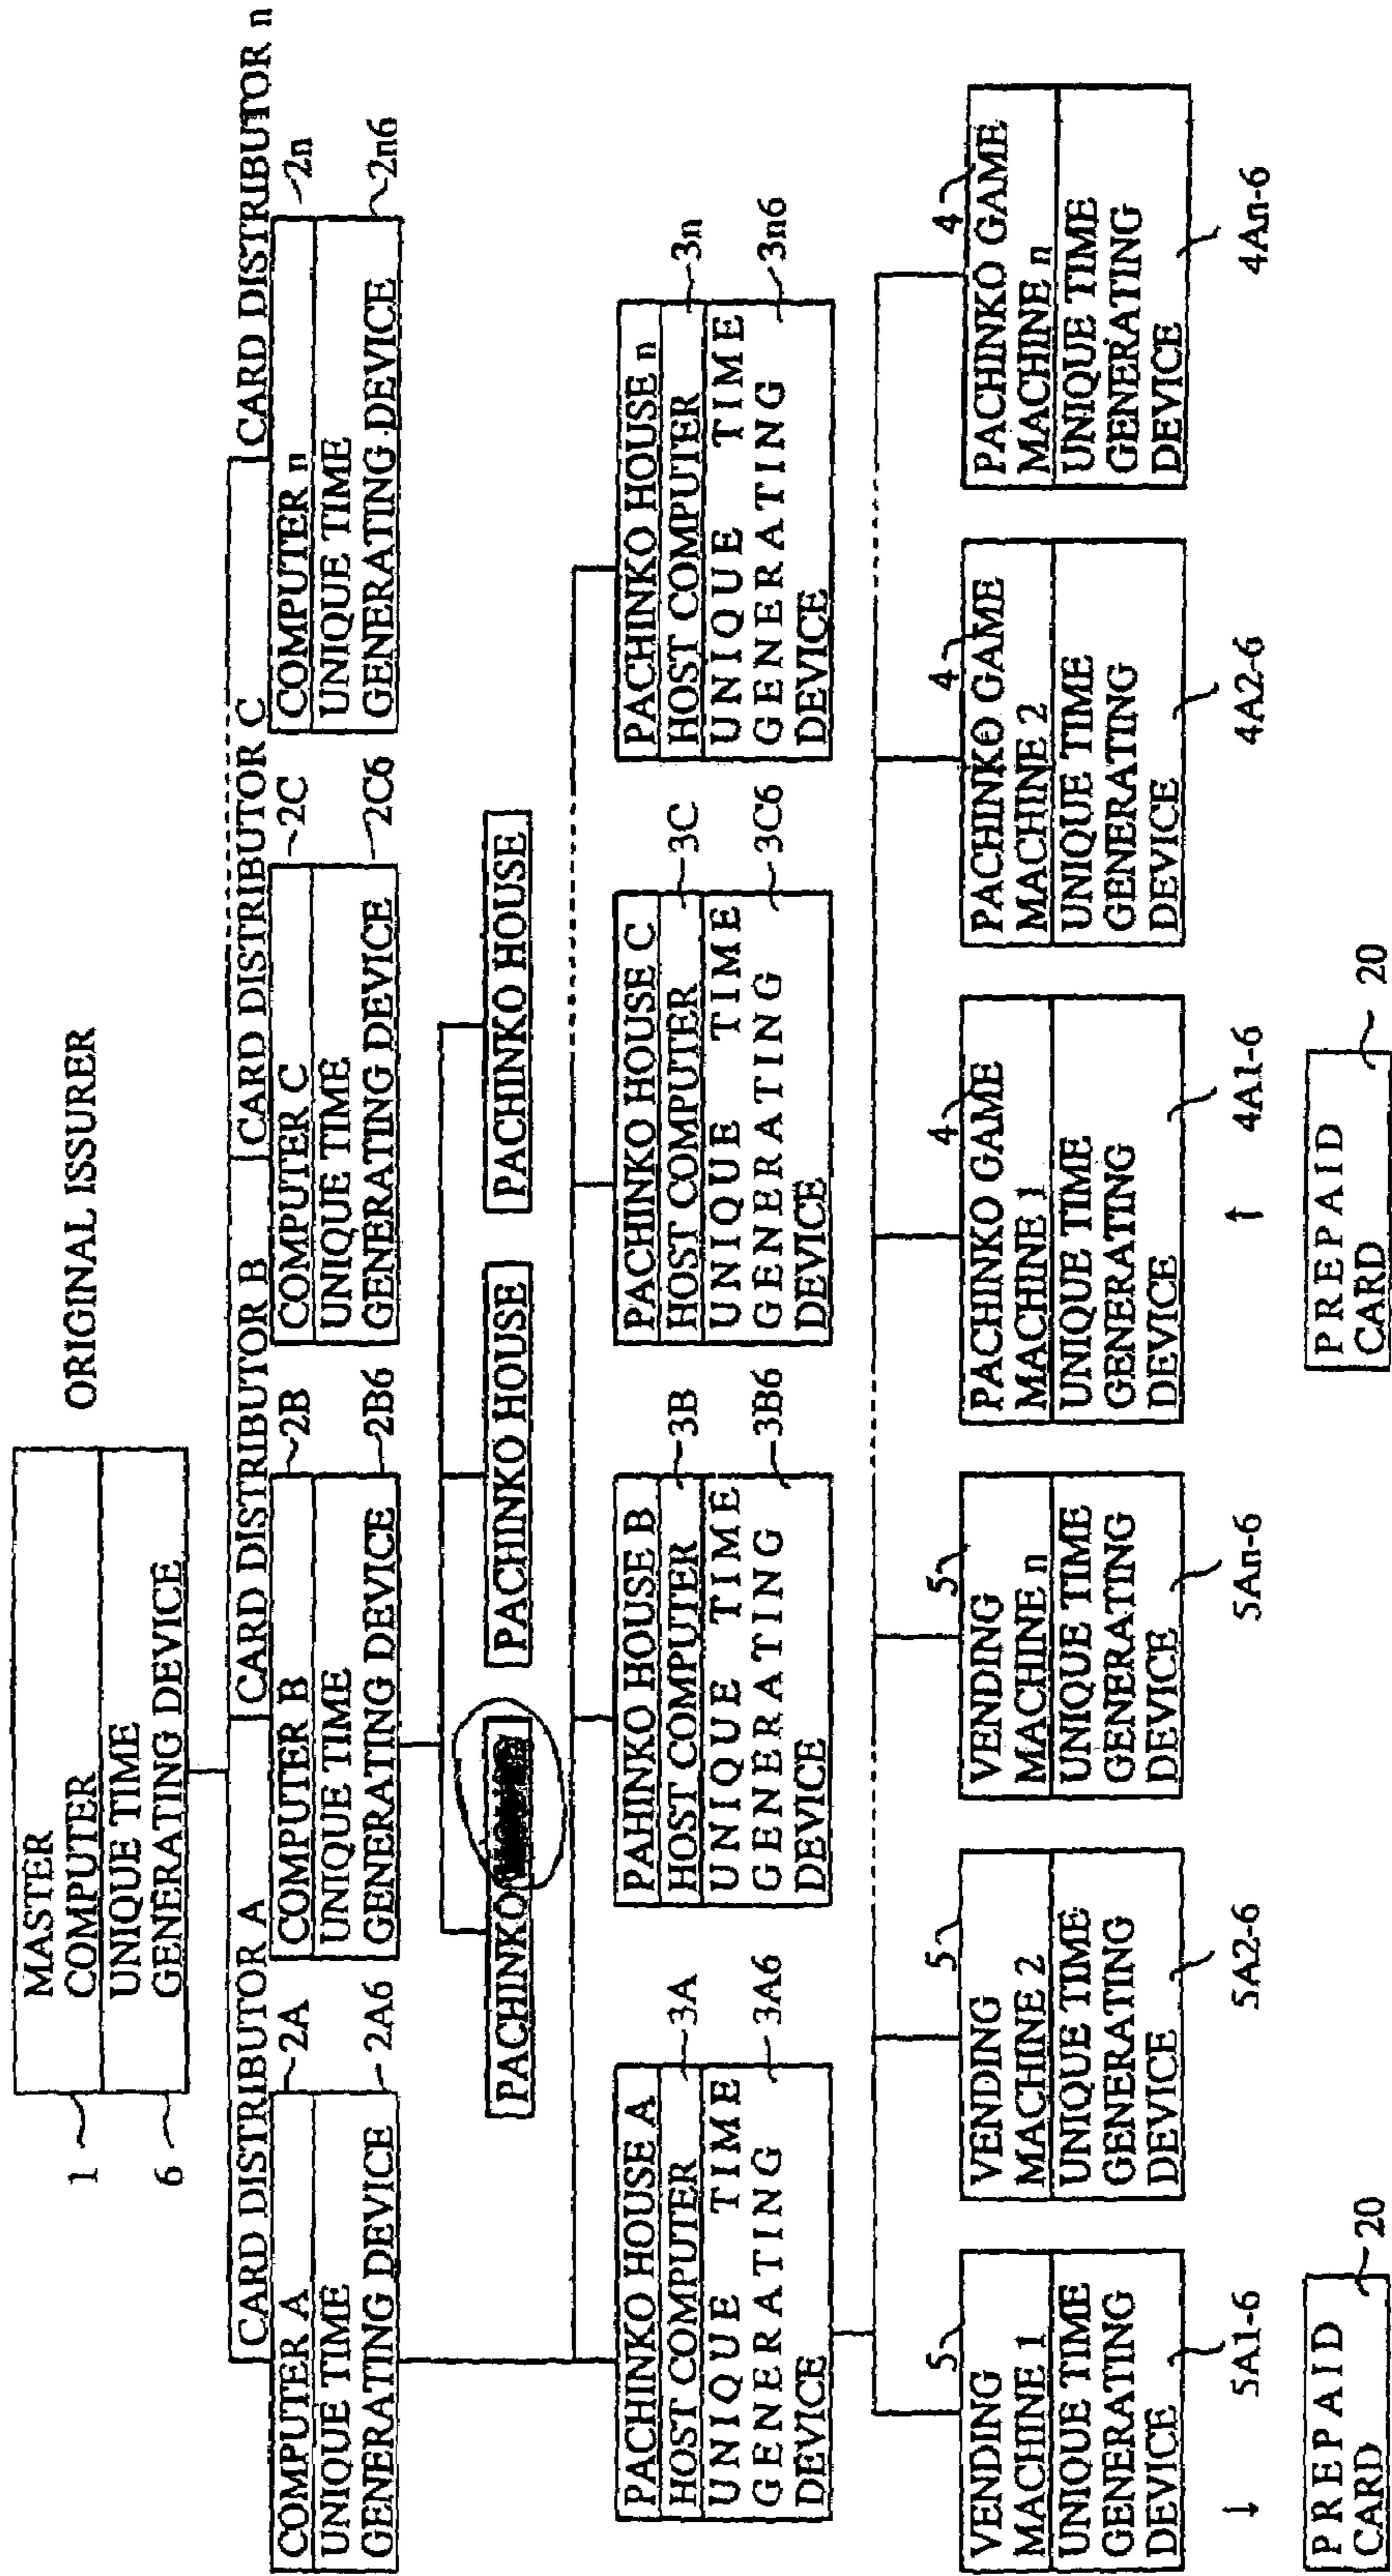 ORIGINAL ISSURER
1
MASTER
COMPUTER
6
UNIQUE TIME
GENERATING DEVICE
CARD DISTRIBUTOR A
COMPUTER A
2A
UNIQUE TIME
GENERATING DEVICE
2A6
CARD DISTRIBUTOR B
COMPUTER B
2B
UNIQUE TIME
GENERATING DEVICE
2B6
CARD DISTRIBUTOR C
COMPUTER C
2C
UNIQUE TIME
GENERATING DEVICE
2C6
CARD DISTRIBUTOR n
COMPUTER n
2n
UNIQUE TIME
GENERATING DEVICE
2n6
PACHINKO
PACHINKO HOUSE
PACHINKO HOUSE
PACHINKO HOUSE A
HOST COMPUTER
3A
UNIQUE TIME
GENERATING
DEVICE
3A6
PAHINKO HOUSE B
HOST COMPUTER
3B
UNIQUE TIME
GENERATING
DEVICE
3B6
PACHINKO HOUSE C
HOST COMPUTER
3C
UNIQUE TIME
GENERATING
DEVICE
3C6
PACHINKO HOUSE n
HOST COMPUTER
3n
UNIQUE TIME
GENERATING
DEVICE
3n6
5
VENDING
MACHINE 1
UNIQUE TIME
GENERATING
DEVICE
5A1-6
5
VENDING
MACHINE 2
UNIQUE TIME
GENERATING
DEVICE
5A2-6
5
VENDING
MACHINE n
UNIQUE TIME
GENERATING
DEVICE
5An-6
4
PACHINKO GAME
MACHINE 1
UNIQUE TIME
GENERATING
DEVICE
4A1-6
4
PACHINKO GAME
MACHINE 2
UNIQUE TIME
GENERATING
DEVICE
4A2-6
4
PACHINKO GAME
MACHINE n
UNIQUE TIME
GENERATING
DEVICE
4An-6
↓
PREPAID
CARD
20
↑
PREPAID
CARD
20